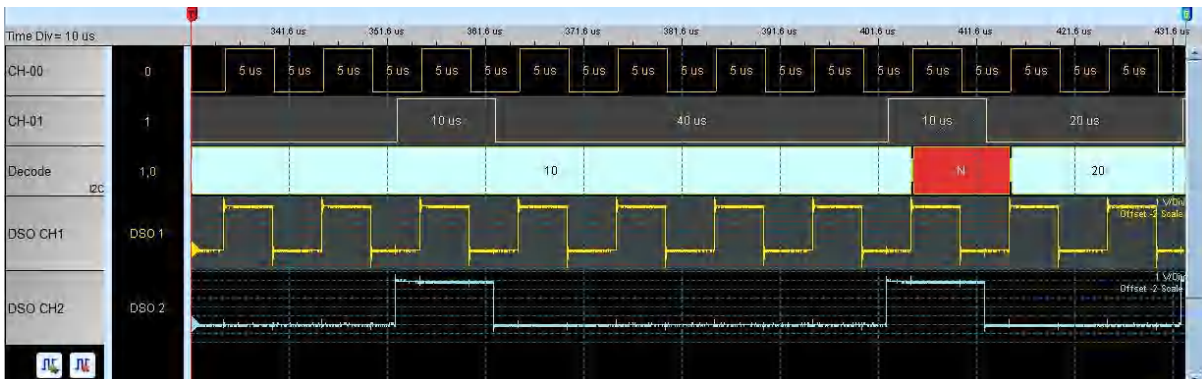 T
Time Div = 10 us 341.6 us 351.6 us 361.6 us 371.6 us 381.6 us 391.6 us 401.6 us 411.6 us 421.6 us 431.6 us
CH-00 0 5 us 5 us 5 us 5 us 5 us 5 us 5 us 5 us 5 us 5 us 5 us 5 us 5 us 5 us 5 us 5 us 5 us 5 us 5 us
CH-01 1 10 us 40 us 10 us 20 us
Decode 1,0 10 N 20
I2C
1 V/Div
Offset -2 Scale
DSO CH1 DSO 1
1 V/Div
Offset -2 Scale
DSO CH2 DSO 2